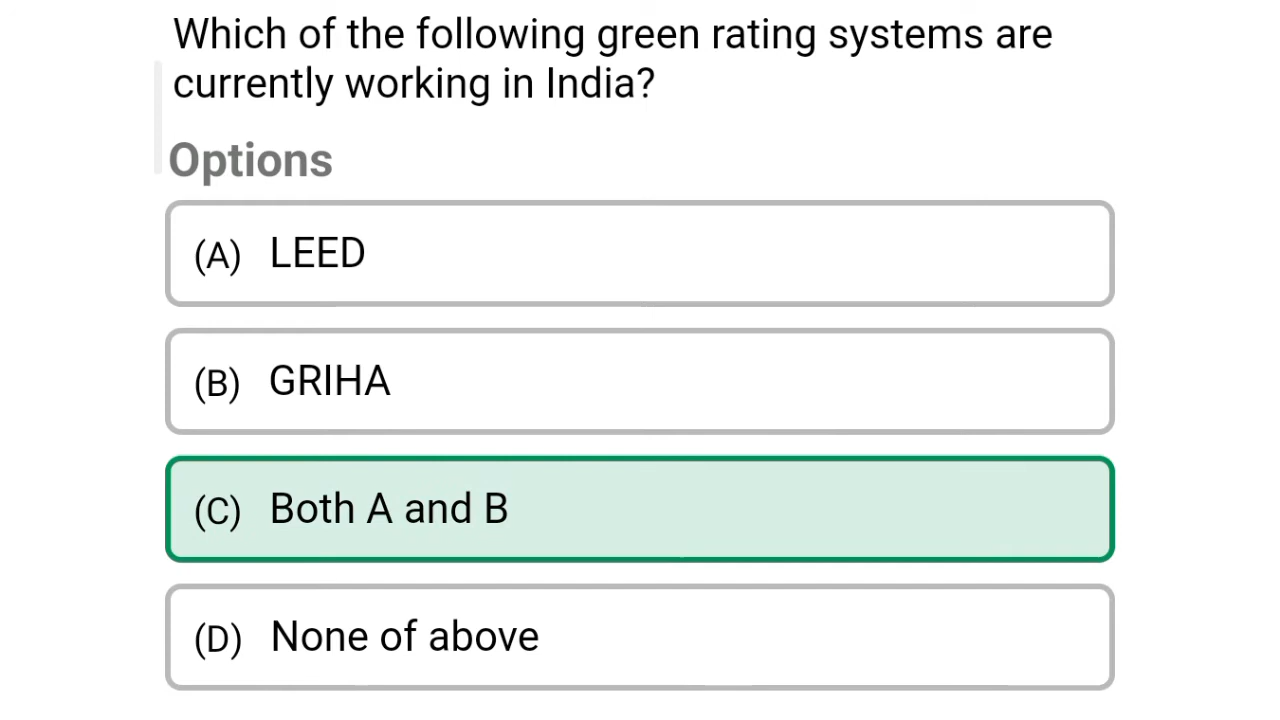 Which of the following green rating systems are
currently working in India?
Options
(A) LEED
(B) GRIHA
(C) Both A and B
(D) None of above